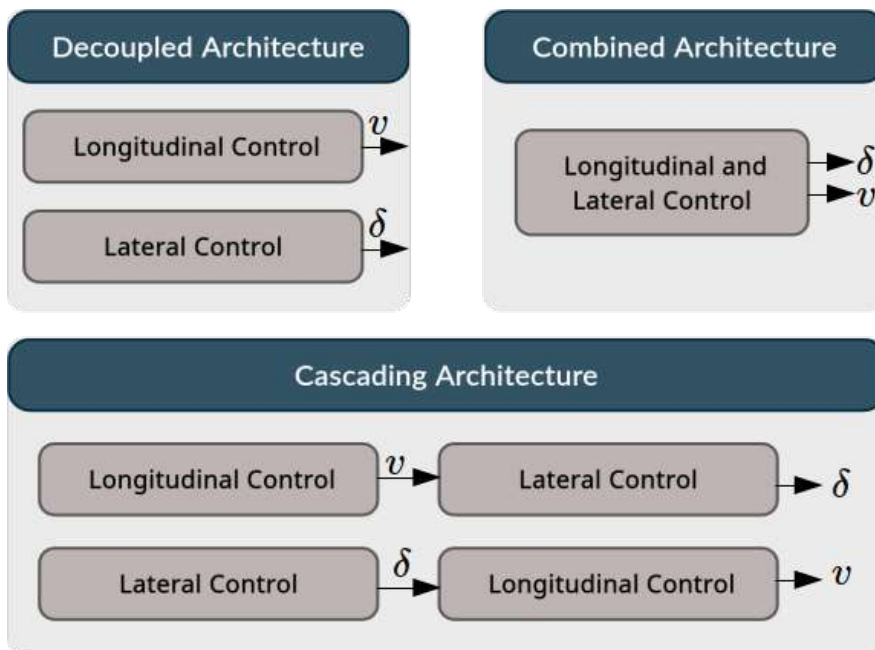 Decoupled Architecture
Longitudinal Control
v
Lateral Control
δ
Combined Architecture
Longitudinal and
Lateral Control
δ
v
Cascading Architecture
Longitudinal Control
v
Lateral Control
δ
Lateral Control
δ
Longitudinal Control
v